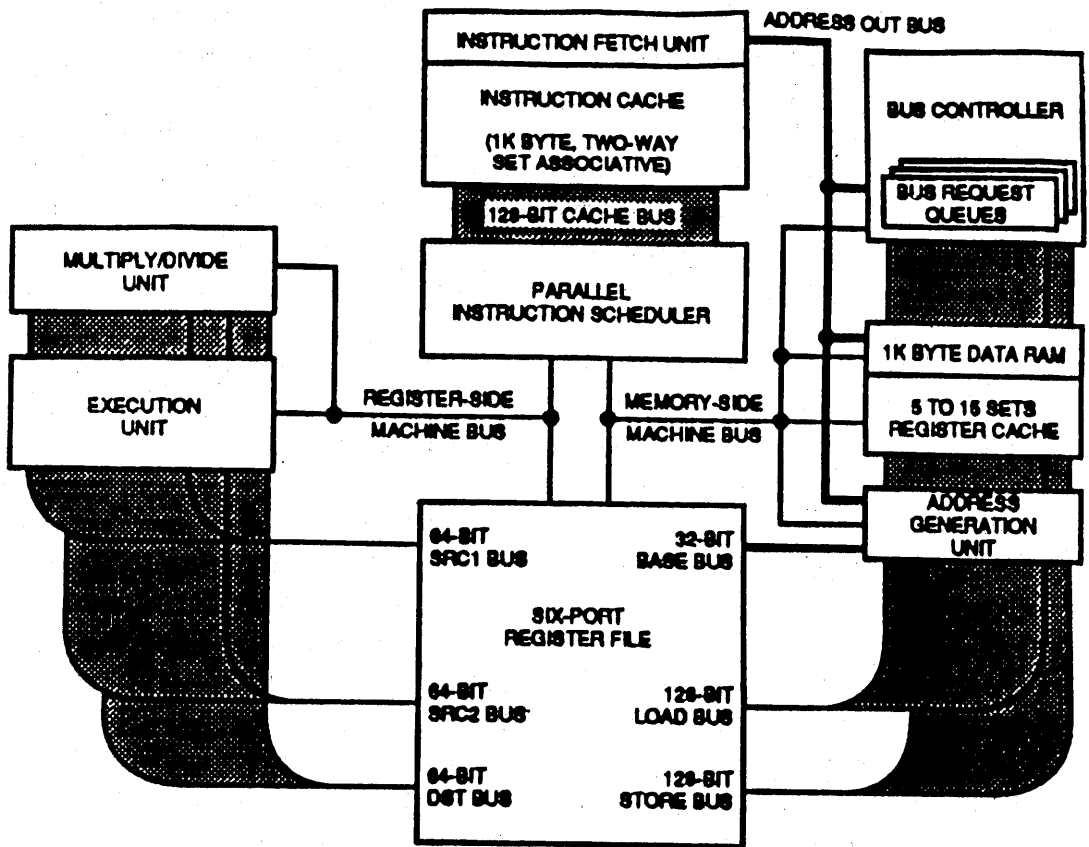 ADDRESS OUT BUS
INSTRUCTION FETCH UNIT
INSTRUCTION CACHE
(1K BYTE, TWO-WAY
SET ASSOCIATIVE)
128-BIT CACHE BUS
PARALLEL
INSTRUCTION SCHEDULER
BUS CONTROLLER
BUS REQUEST
QUEUES
MULTIPLY/DIVIDE
UNIT
EXECUTION
UNIT
REGISTER-SIDE
MACHINE BUS
MEMORY-SIDE
MACHINE BUS
1K BYTE DATA RAM
5 TO 15 SETS
REGISTER CACHE
ADDRESS
GENERATION
UNIT
64-BIT
SRC1 BUS
32-BIT
BASE BUS
SIX-PORT
REGISTER FILE
64-BIT
SRC2 BUS
128-BIT
LOAD BUS
64-BIT
DST BUS
128-BIT
STORE BUS